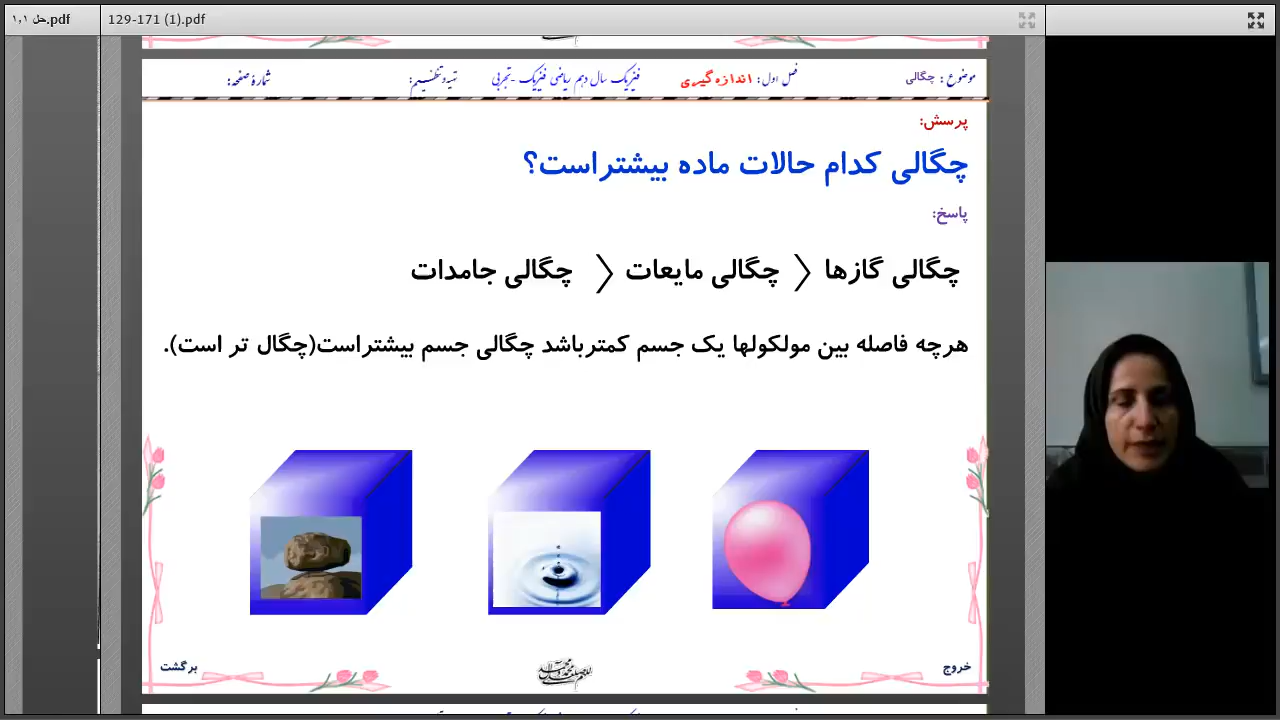 حل ۱,۱.pdf
129-171 (1).pdf
موضوع : چگالی
فصل اول: اندازه گیری
فیزیک سال دهم ریاضی فیزیک -تجربی
تهیه و تنظیم:
شمارهٔ صفحه:
پرسش:
چگالی کدام حالات ماده بیشتراست؟
پاسخ:
چگالی گازها 〉 چگالی مایعات 〉 چگالی جامدات
هرچه فاصله بین مولکولها یک جسم کمترباشد چگالی جسم بیشتراست(چگال تر است).
خروج
برگشت